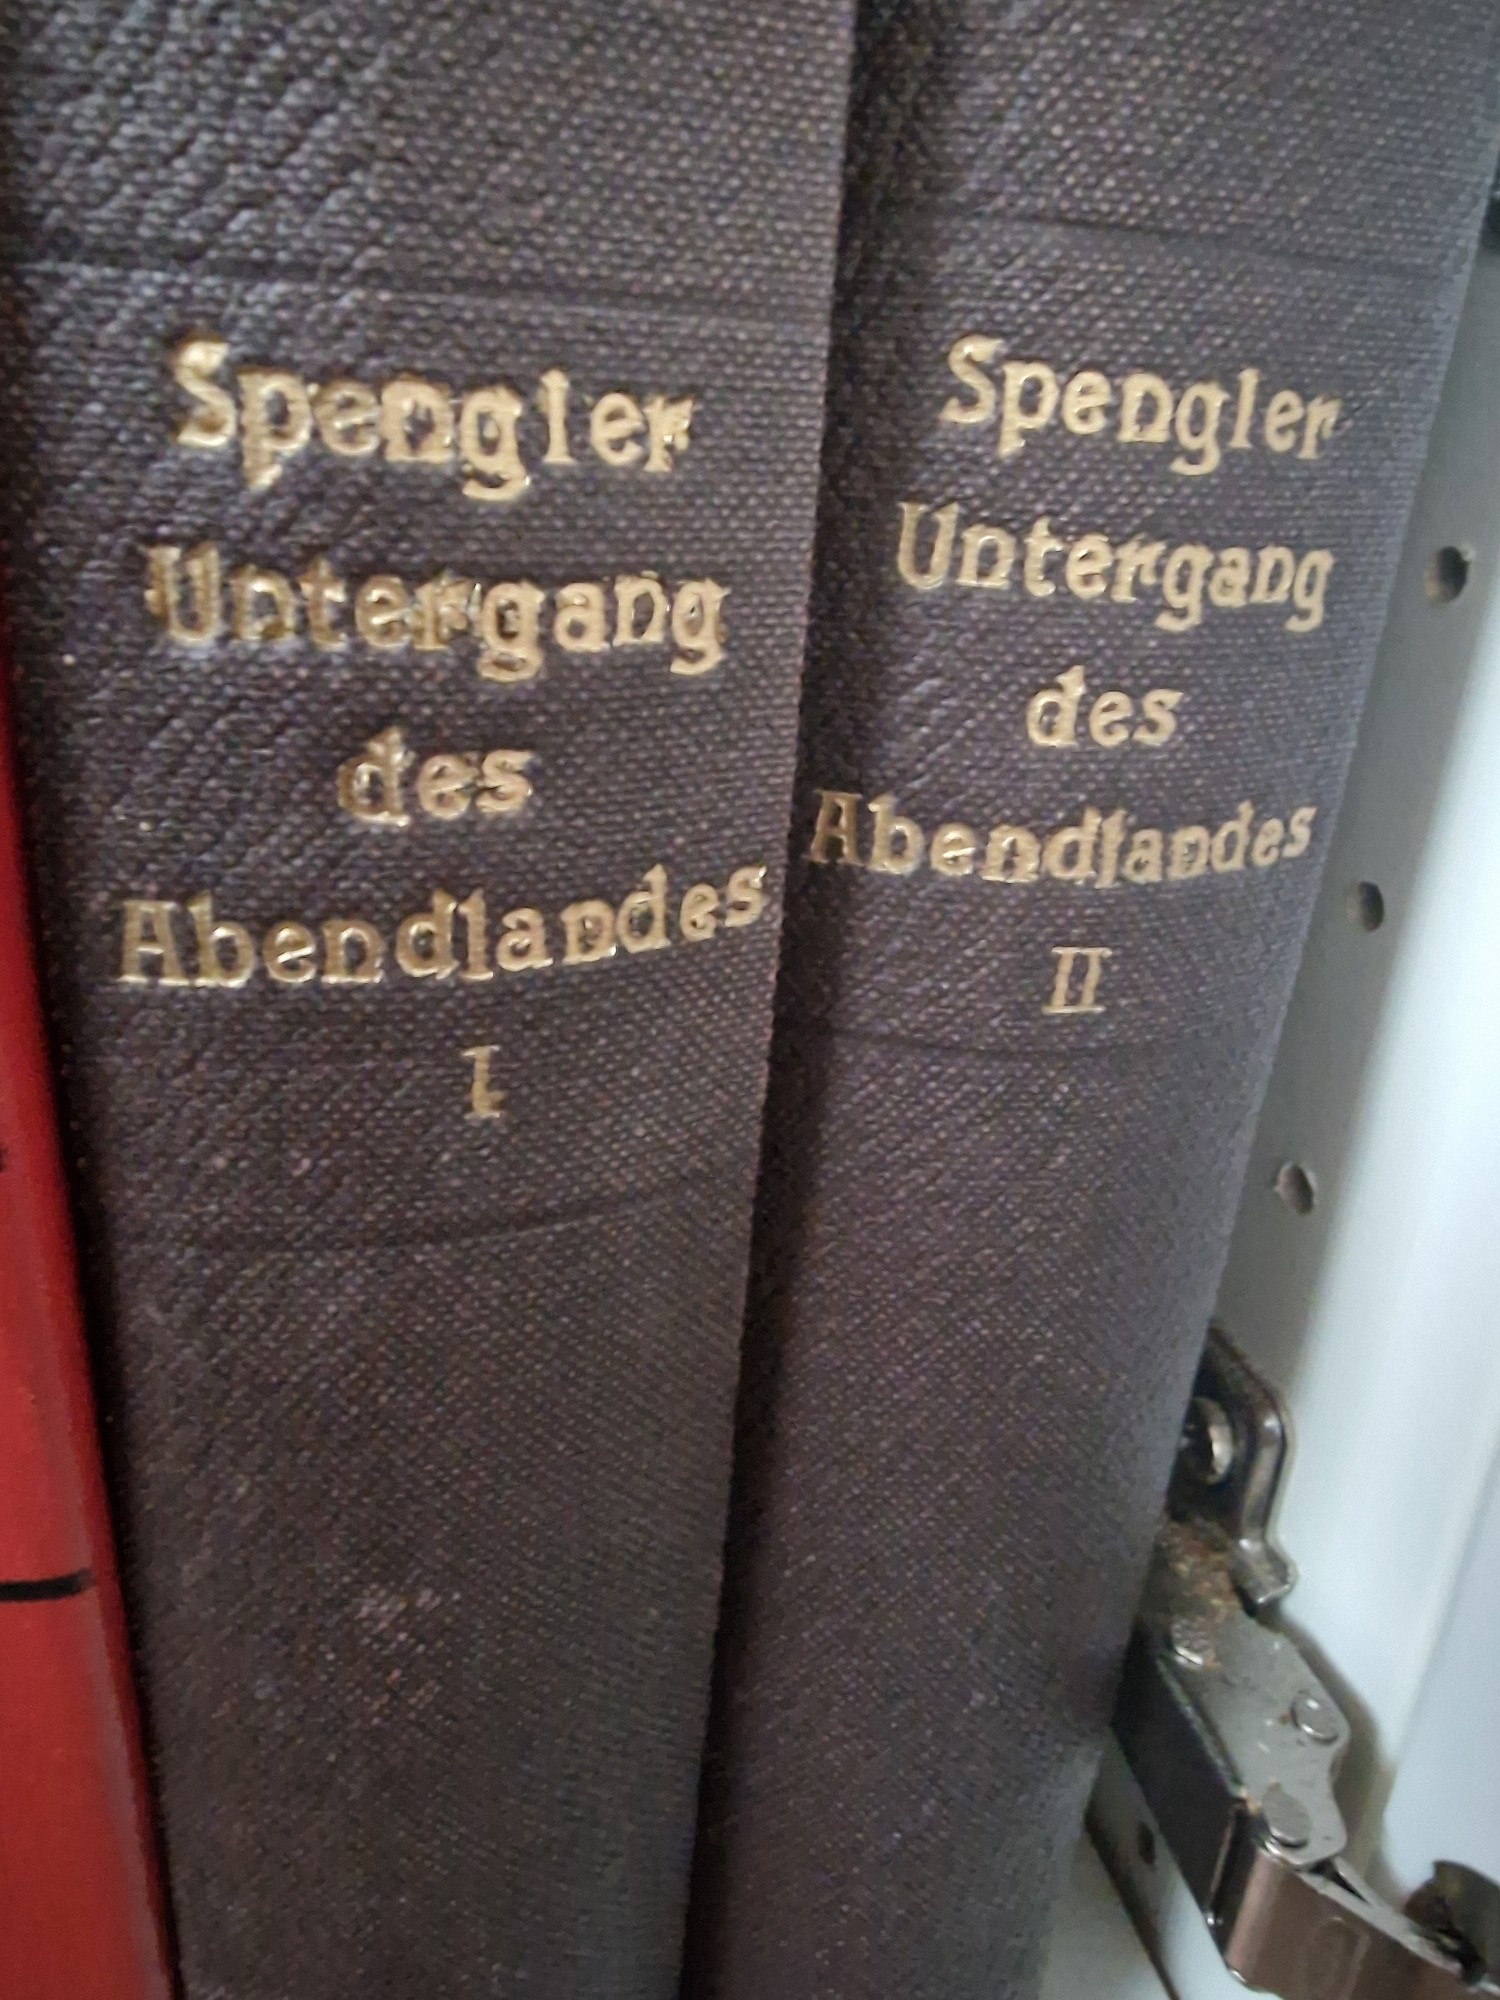 Spengler
Untergang
des
Abendlandes
I
Spengler
Untergang
des
Abendlandes
II